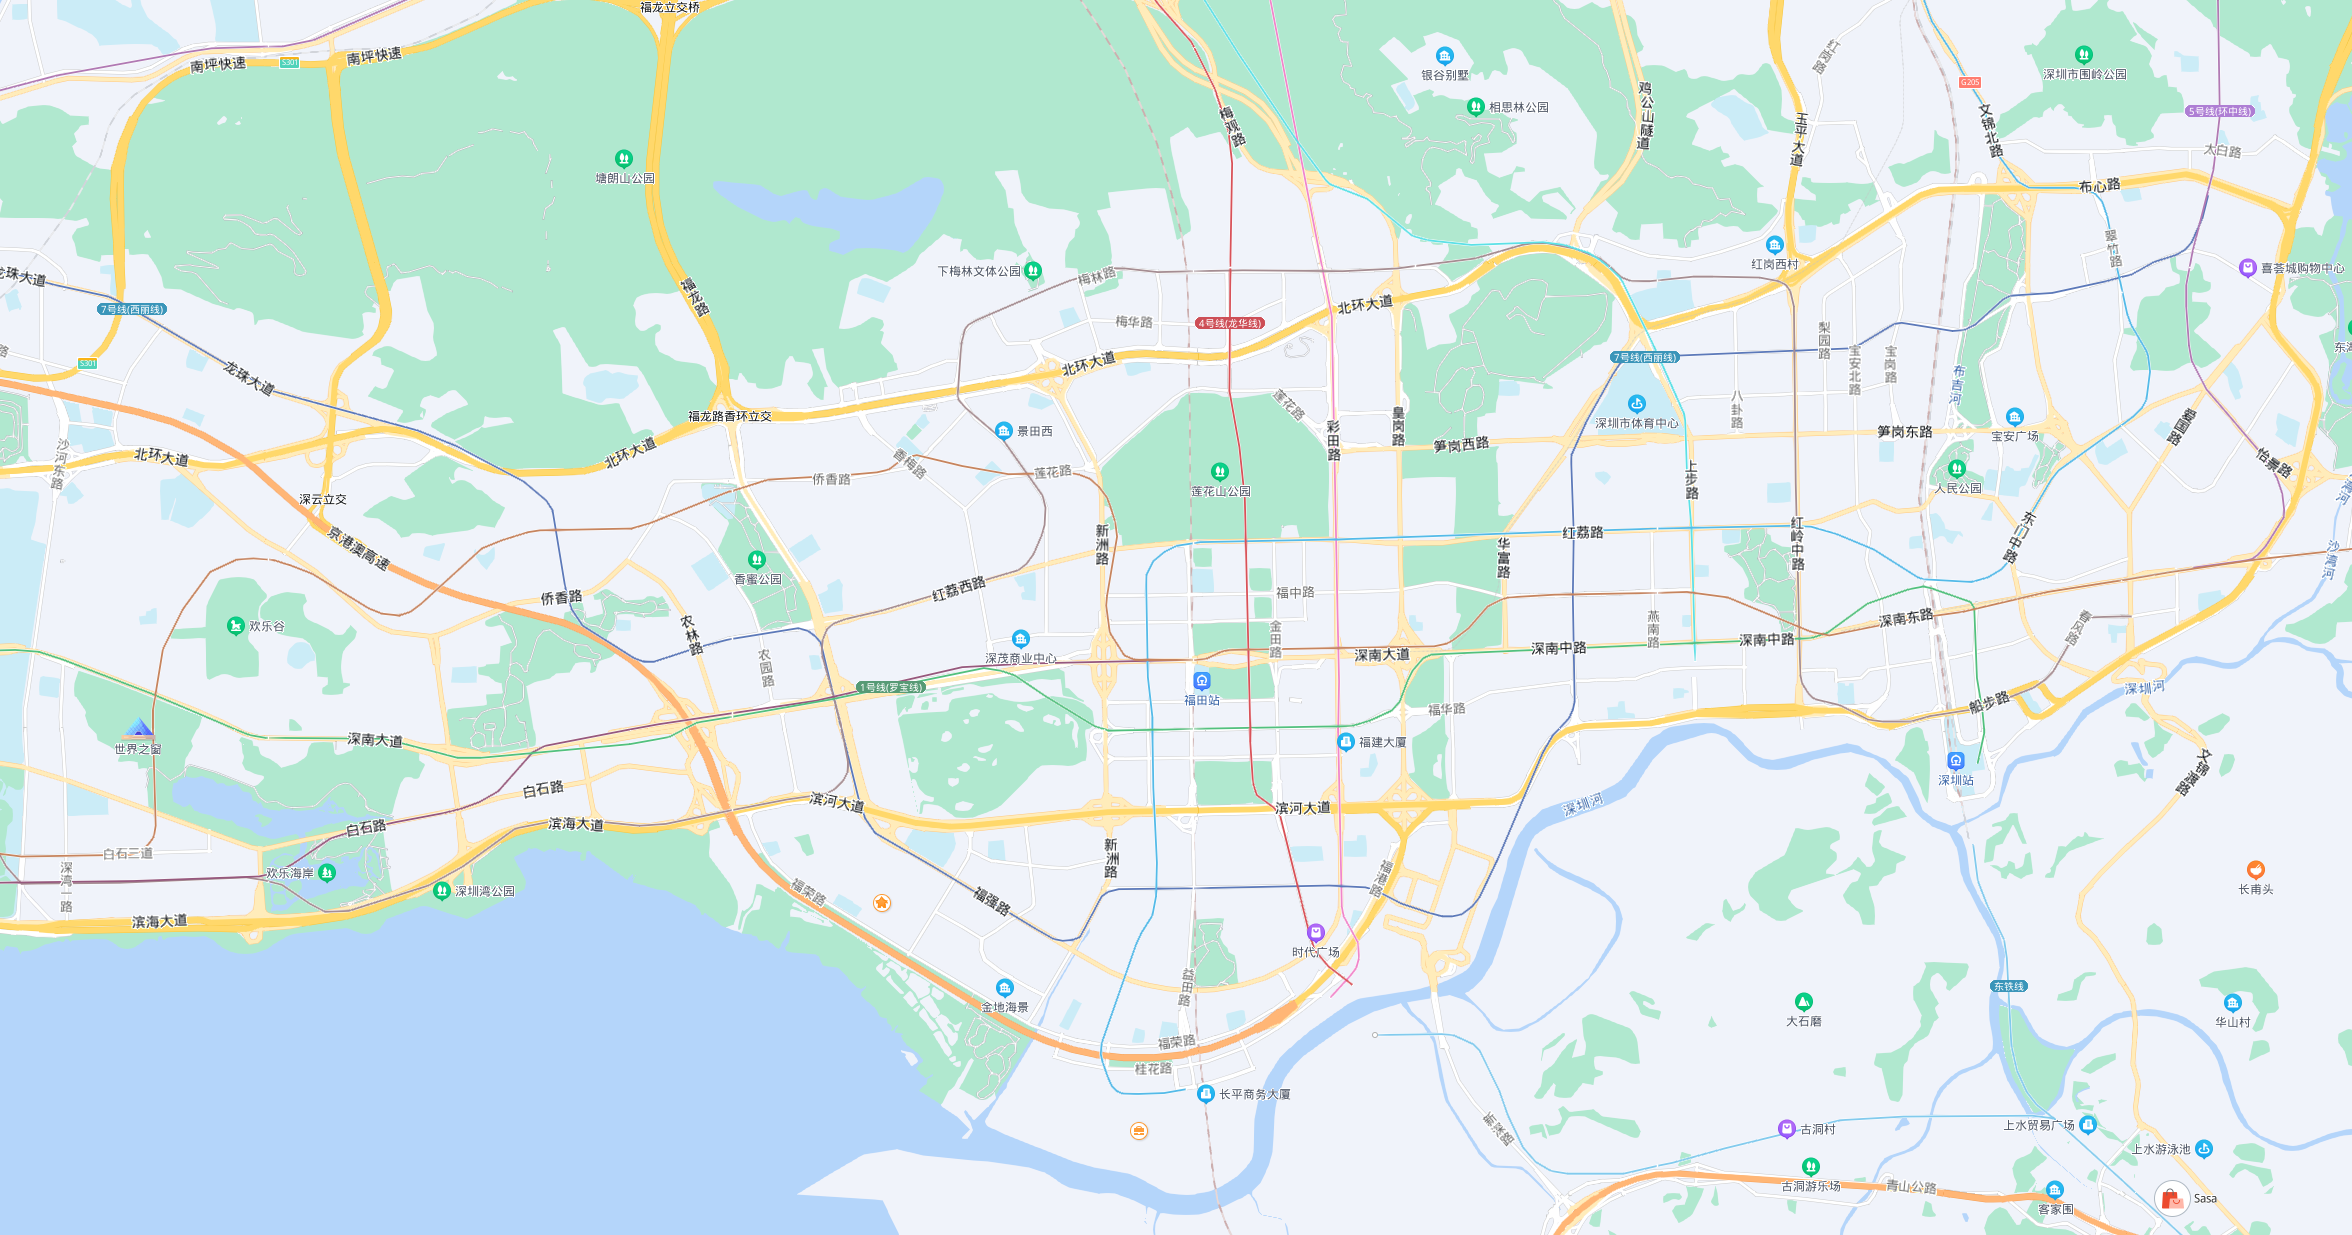 福龙立交桥
南坪快速
S301
南坪快速
银谷别墅
相思林公园
鸡公山隧道
红岗路
深圳市围岭公园
G205
文锦北路
5号线(环中线)
太白路
梅观路
玉平大道
塘朗山公园
布心路
翠竹路
红岗西村
喜荟城购物中心
下梅林文体公园
梅林路
龙珠大道
7号线(西丽线)
福龙路
北环大道
梅华路
4号线(龙华线)
梨园路
宝安北路
宝岗路
7号线(西丽线)
S301
龙珠大道
北环大道
布吉河
深圳市体育中心
八卦路
福龙路香环立交
莲花路
彩田路
皇岗路
笋岗西路
笋岗东路
宝安广场
爱国路
景田西
沙河东路
北环大道
北环大道
香梅路
侨香路
莲花路
莲花山公园
上步路
人民公园
怡景路
深云立交
京港澳高速
新洲路
红荔路
华富路
红岭中路
东门中路
沙湾河
香蜜公园
侨香路
红荔西路
福中路
欢乐谷
农林路
农园路
深茂商业中心
金田路
深南大道
深南中路
燕南路
深南中路
深南东路
春风路
1号线(罗宝线)
福田站
福华路
船步路
深圳河
世界之窗
深南大道
福建大厦
深圳站
文锦渡路
白石路
滨河大道
滨河大道
深圳河
白石路
滨海大道
白石三道
深湾一路
欢乐海岸
深圳湾公园
新洲路
福荣路
福强路
福港路
长甫头
滨海大道
时代广场
益田路
金地海景
东铁线
大石磨
华山村
福荣路
桂花路
长平商务大厦
新深路
古洞村
上水贸易广场
上水游泳池
古洞游乐场
青山公路
客家围
Sasa